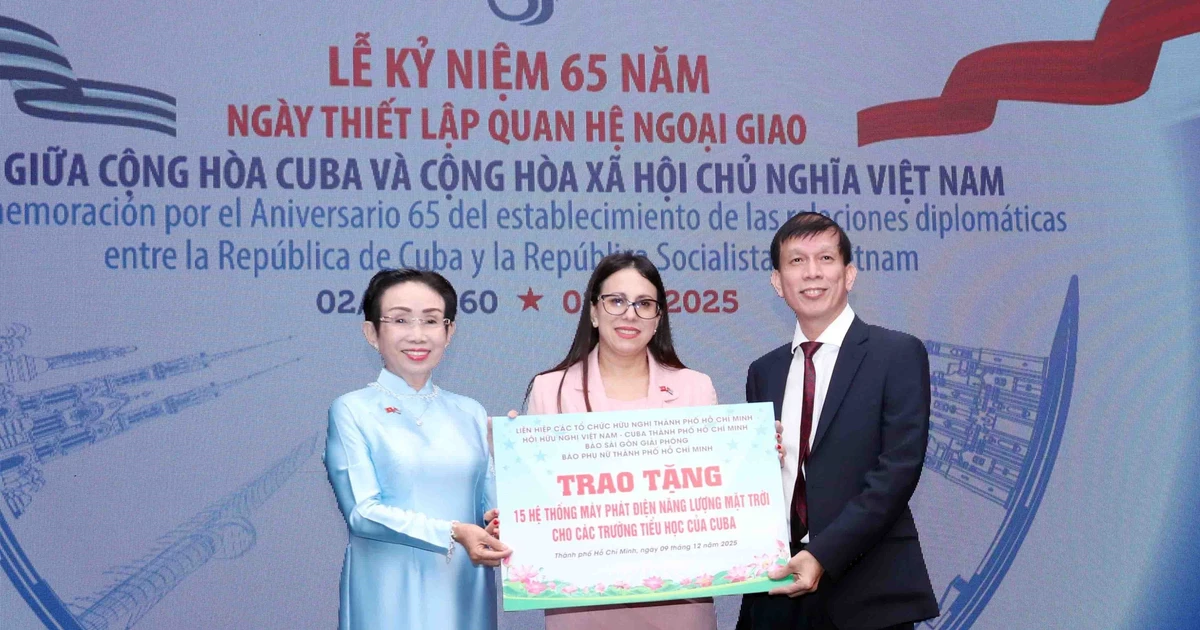 LỄ KỶ NIỆM 65 NĂM
NGÀY THIẾT LẬP QUAN HỆ NGOẠI GIAO
GIỮA CỘNG HÒA CUBA VÀ CỘNG HÒA XÃ HỘI CHỦ NGHĨA VIỆT NAM
por el Aniversario 65 del establecimiento de las relaciones diplomáticas
entre la República de Cuba y la República Socialista
02 60 ★ 2025
LIÊN HIỆP CÁC TỔ CHỨC HỮU NGHỊ THÀNH PHỐ HỒ CHÍ MINH
HỘI HỮU NGHỊ VIỆT NAM - CUBA THÀNH PHỐ HỒ CHÍ MINH
BÁO SÀI GÒN GIẢI PHÓNG
BÁO PHỤ NỮ THÀNH PHỐ HỒ CHÍ MINH
TRAO TẶNG
15 HỆ THỐNG MÁY PHÁT ĐIỆN NĂNG LƯỢNG MẶT TRỜI
CHO CÁC TRƯỜNG TIỂU HỌC CỦA CUBA
Thành phố Hồ Chí Minh, ngày 09 tháng 12 năm 2025